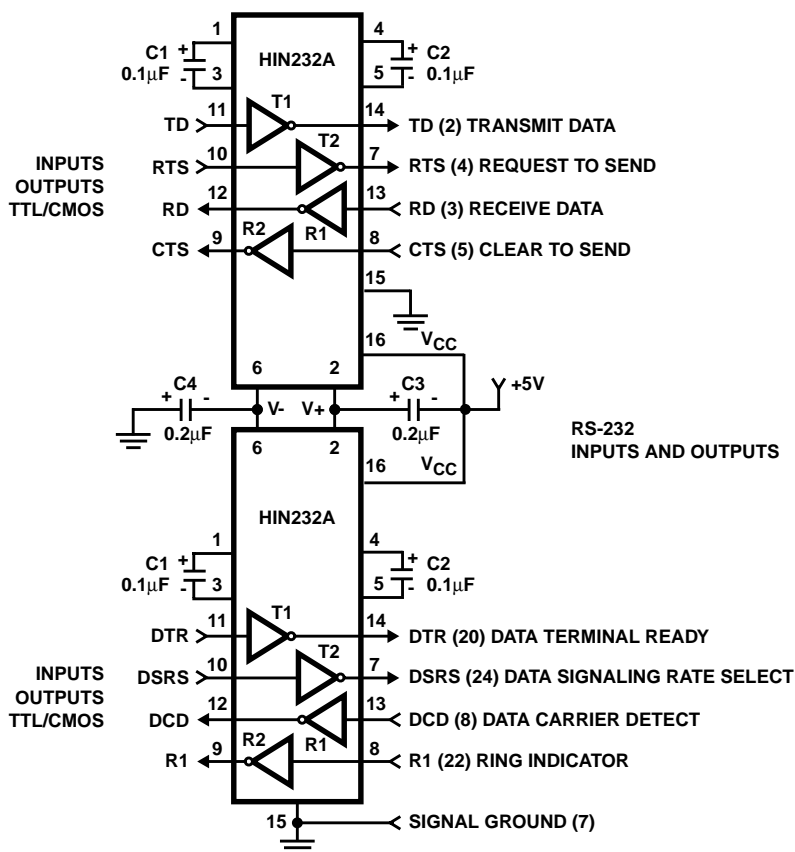 1
4
C1 +
0.1µF -
3
HIN232A
+ C2
5
- 0.1µF
T1
TD 11
14 TD (2) TRANSMIT DATA
T2
INPUTS
OUTPUTS
TTL/CMOS
RTS 10
7 RTS (4) REQUEST TO SEND
RD 12
13 RD (3) RECEIVE DATA
R2 R1
CTS 9
8 CTS (5) CLEAR TO SEND
15
16 VCC
6 2
+ C4 -
0.2µF
V- V+
+ C3 -
0.2µF
+5V
RS-232
INPUTS AND OUTPUTS
6 2
16 VCC
HIN232A
1
4
C1 +
0.1µF -
3
+ C2
5
- 0.1µF
T1
DTR 11
14 DTR (20) DATA TERMINAL READY
T2
INPUTS
OUTPUTS
TTL/CMOS
DSRS 10
7 DSRS (24) DATA SIGNALING RATE SELECT
DCD 12
13 DCD (8) DATA CARRIER DETECT
R2 R1
R1 9
8 R1 (22) RING INDICATOR
15 SIGNAL GROUND (7)